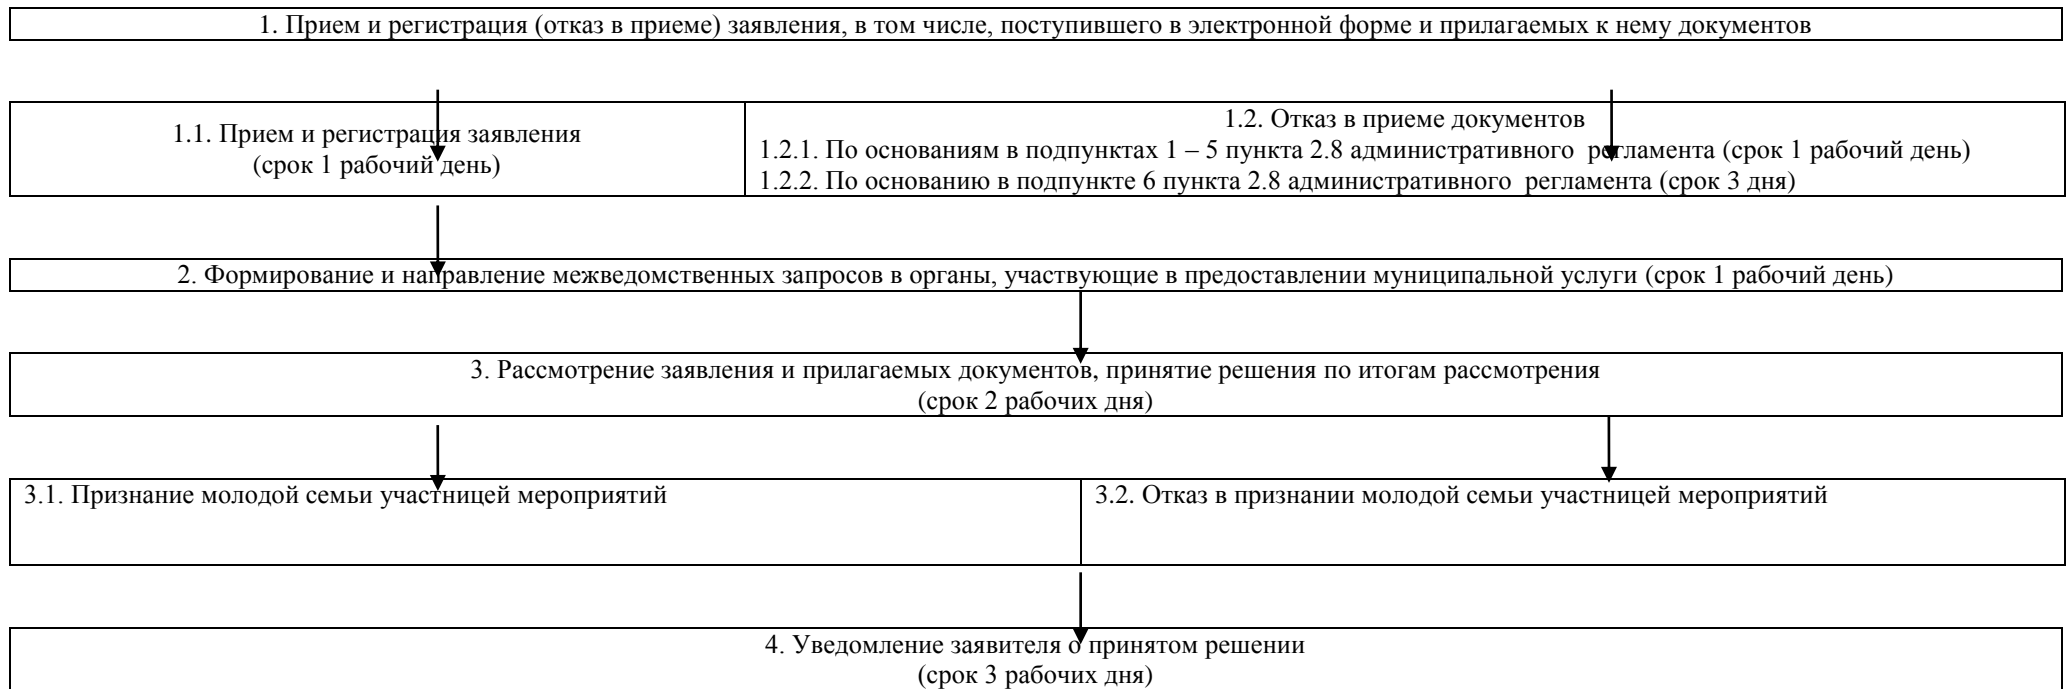 1. Прием и регистрация (отказ в приеме) заявления, в том числе, поступившего в электронной форме и прилагаемых к нему документов
1.1. Прием и регистрация заявления
(срок 1 рабочий день)
1.2. Отказ в приеме документов
1.2.1. По основаниям в подпунктах 1 – 5 пункта 2.8 административного регламента (срок 1 рабочий день)
1.2.2. По основанию в подпункте 6 пункта 2.8 административного регламента (срок 3 дня)
2. Формирование и направление межведомственных запросов в органы, участвующие в предоставлении муниципальной услуги (срок 1 рабочий день)
3. Рассмотрение заявления и прилагаемых документов, принятие решения по итогам рассмотрения
(срок 2 рабочих дня)
3.1. Признание молодой семьи участницей мероприятий
3.2. Отказ в признании молодой семьи участницей мероприятий
4. Уведомление заявителя о принятом решении
(срок 3 рабочих дня)